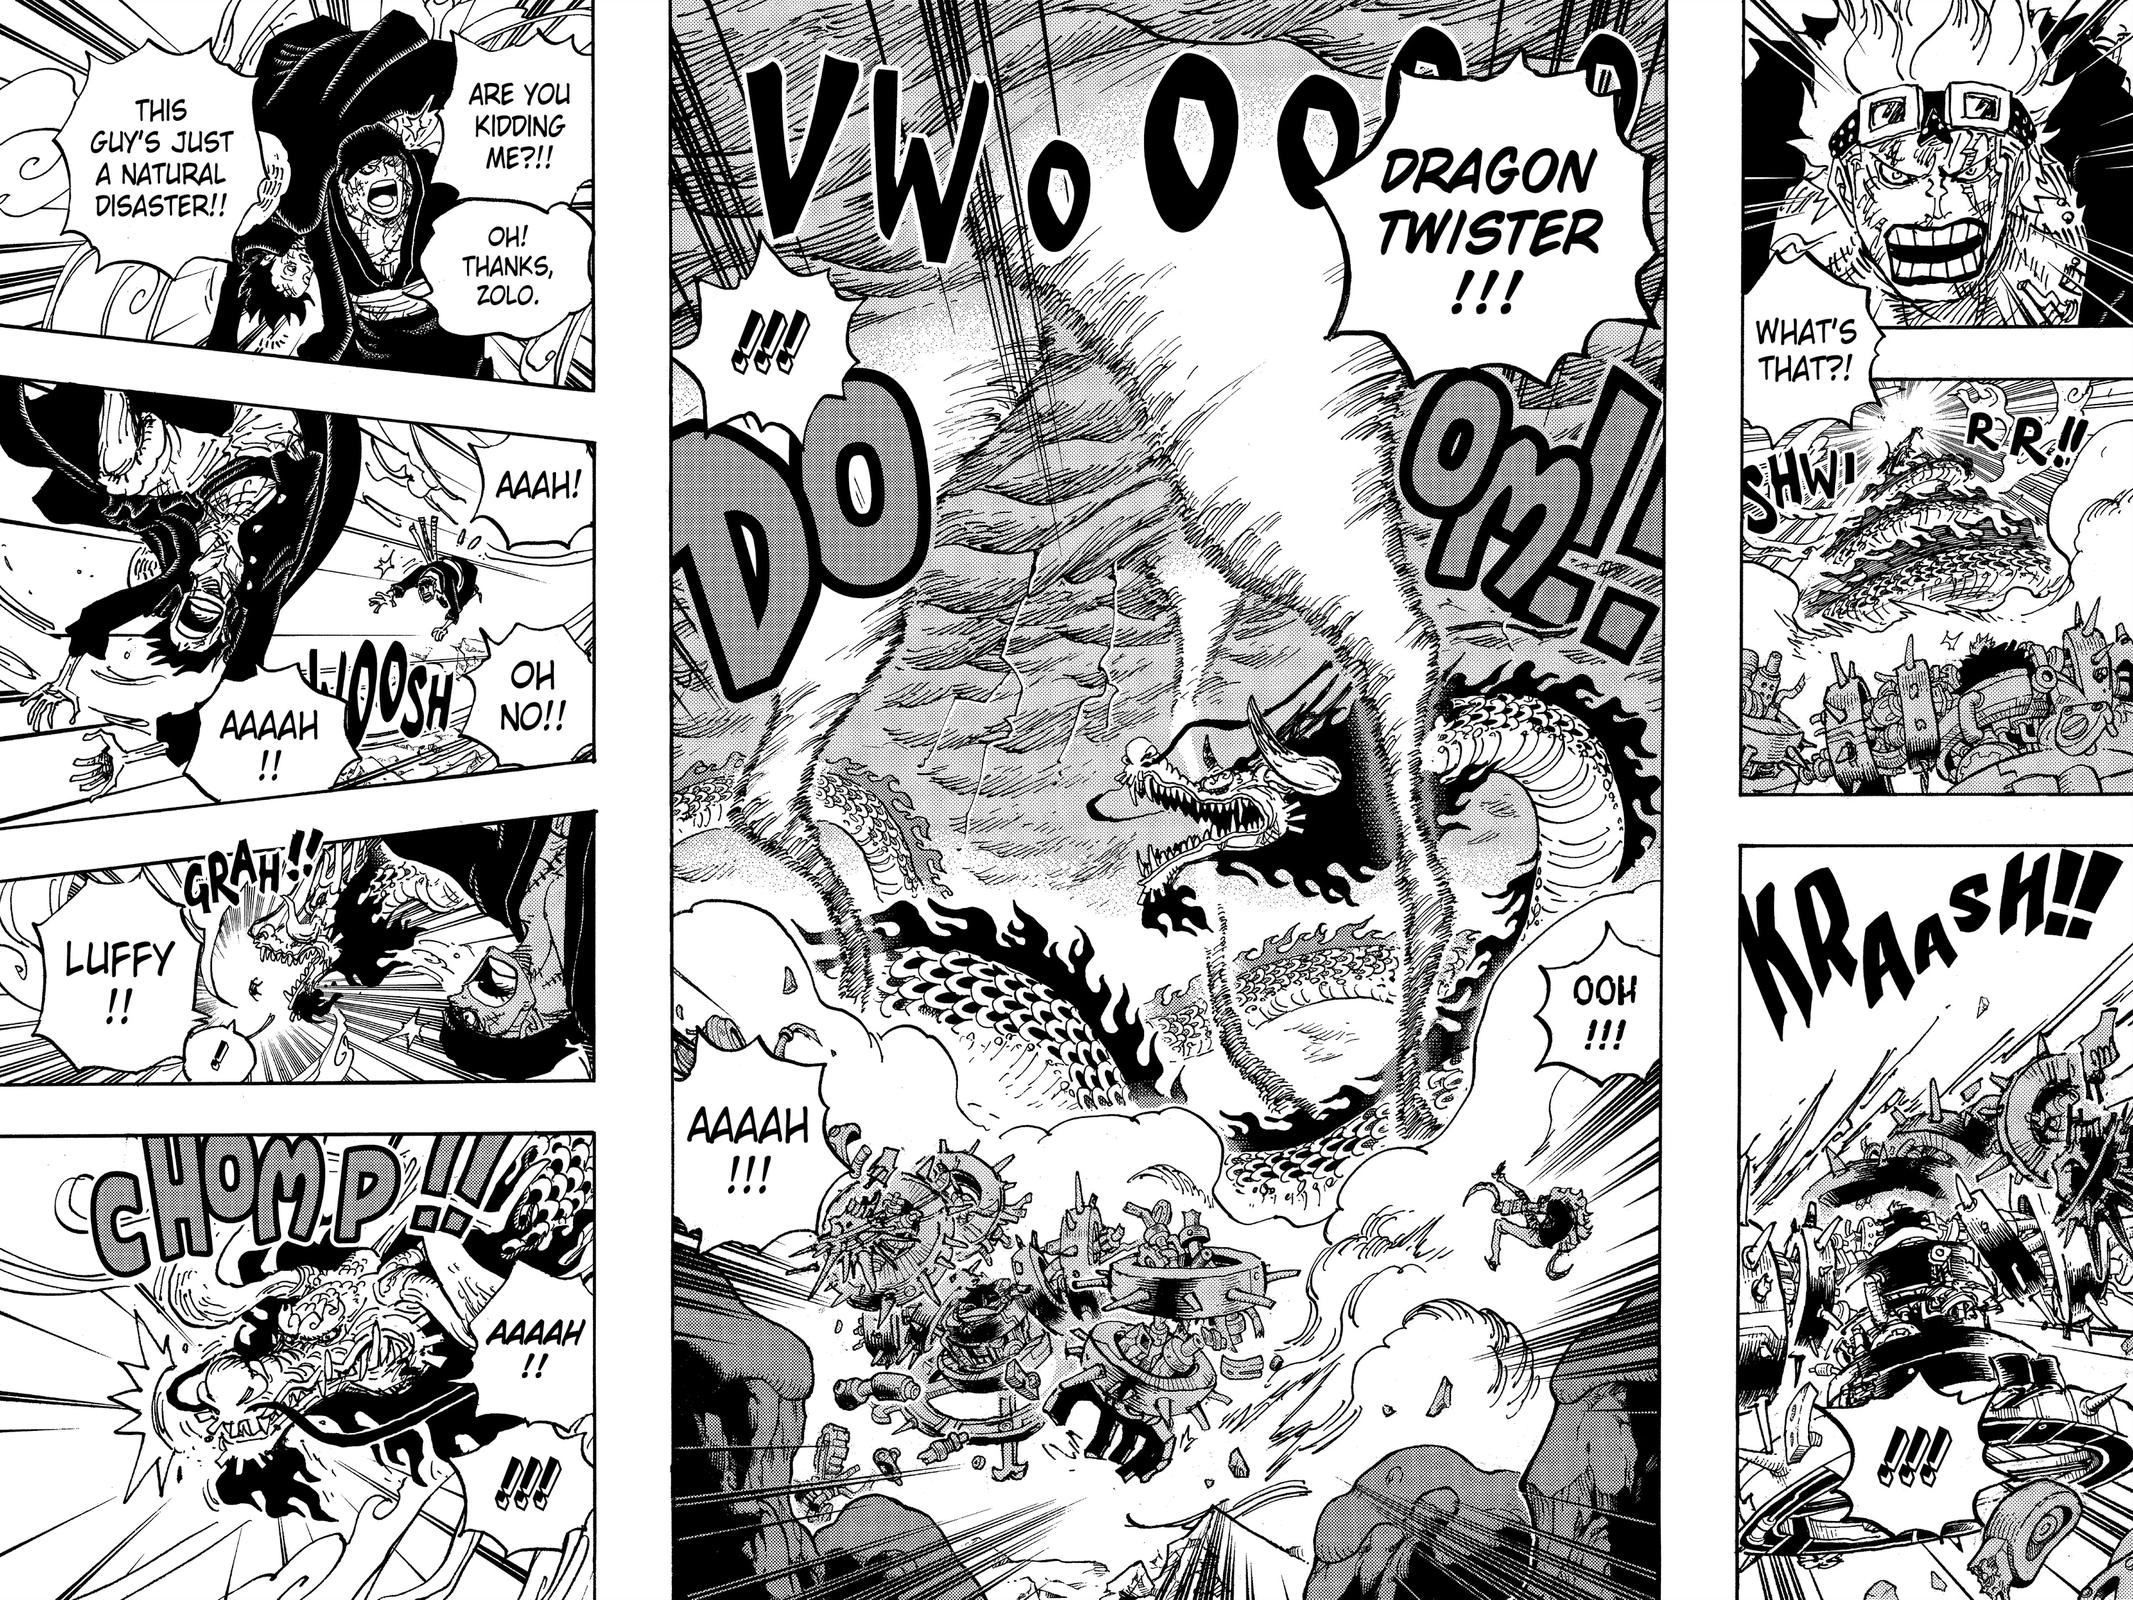 WHAT'S
THAT?!
SHWI
RR!!
KRAASH!!
!!!
DRAGON
TWISTER
!!!
VWOOO
!!!
DO
OM!!
OOH
!!!
AAAAH
!!!
ARE YOU
KIDDING
ME?!!
OH!
THANKS,
ZOLO.
THIS
GUY'S JUST
A NATURAL
DISASTER!!
AAAH!
OH
NO!!
WOOSH
AAAAH
!!
GRAH!!
LUFFY
!!
!
CHOMP!!
AAAAH
!!
!!!